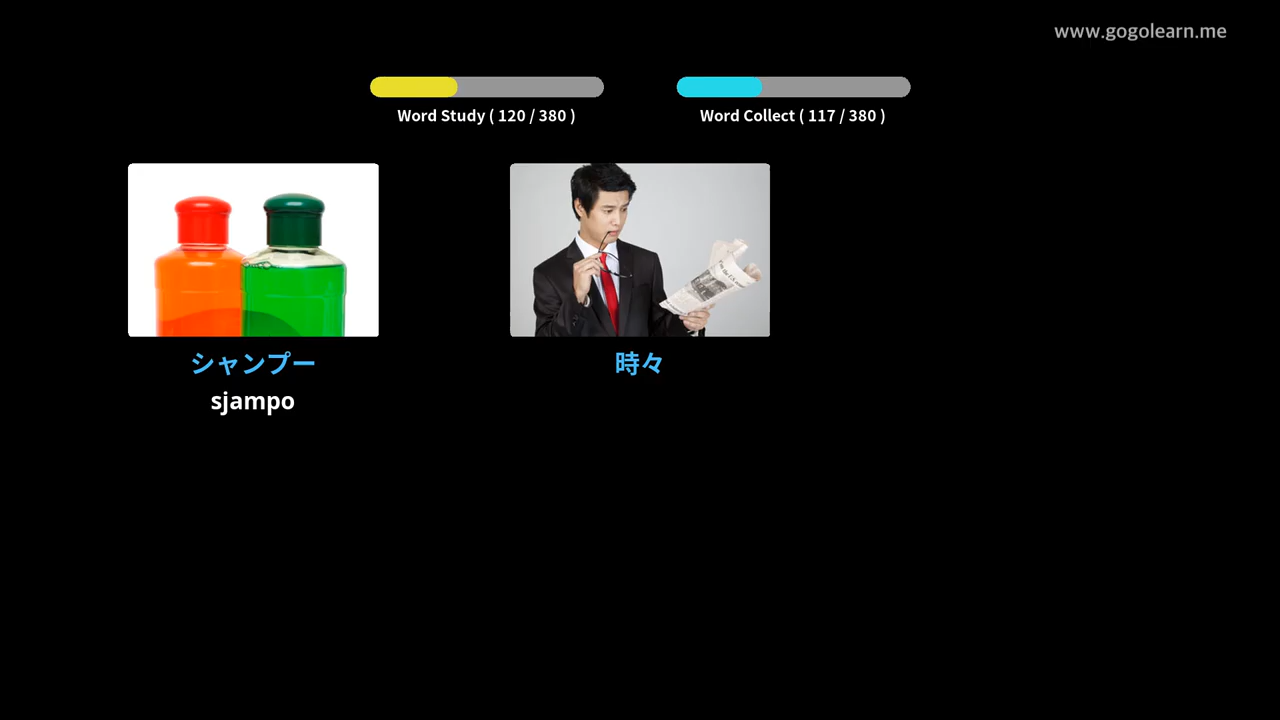 www.gogolearn.me
Word Study ( 120 / 380 )
Word Collect ( 117 / 380 )
シャンプー
sjampo
時々